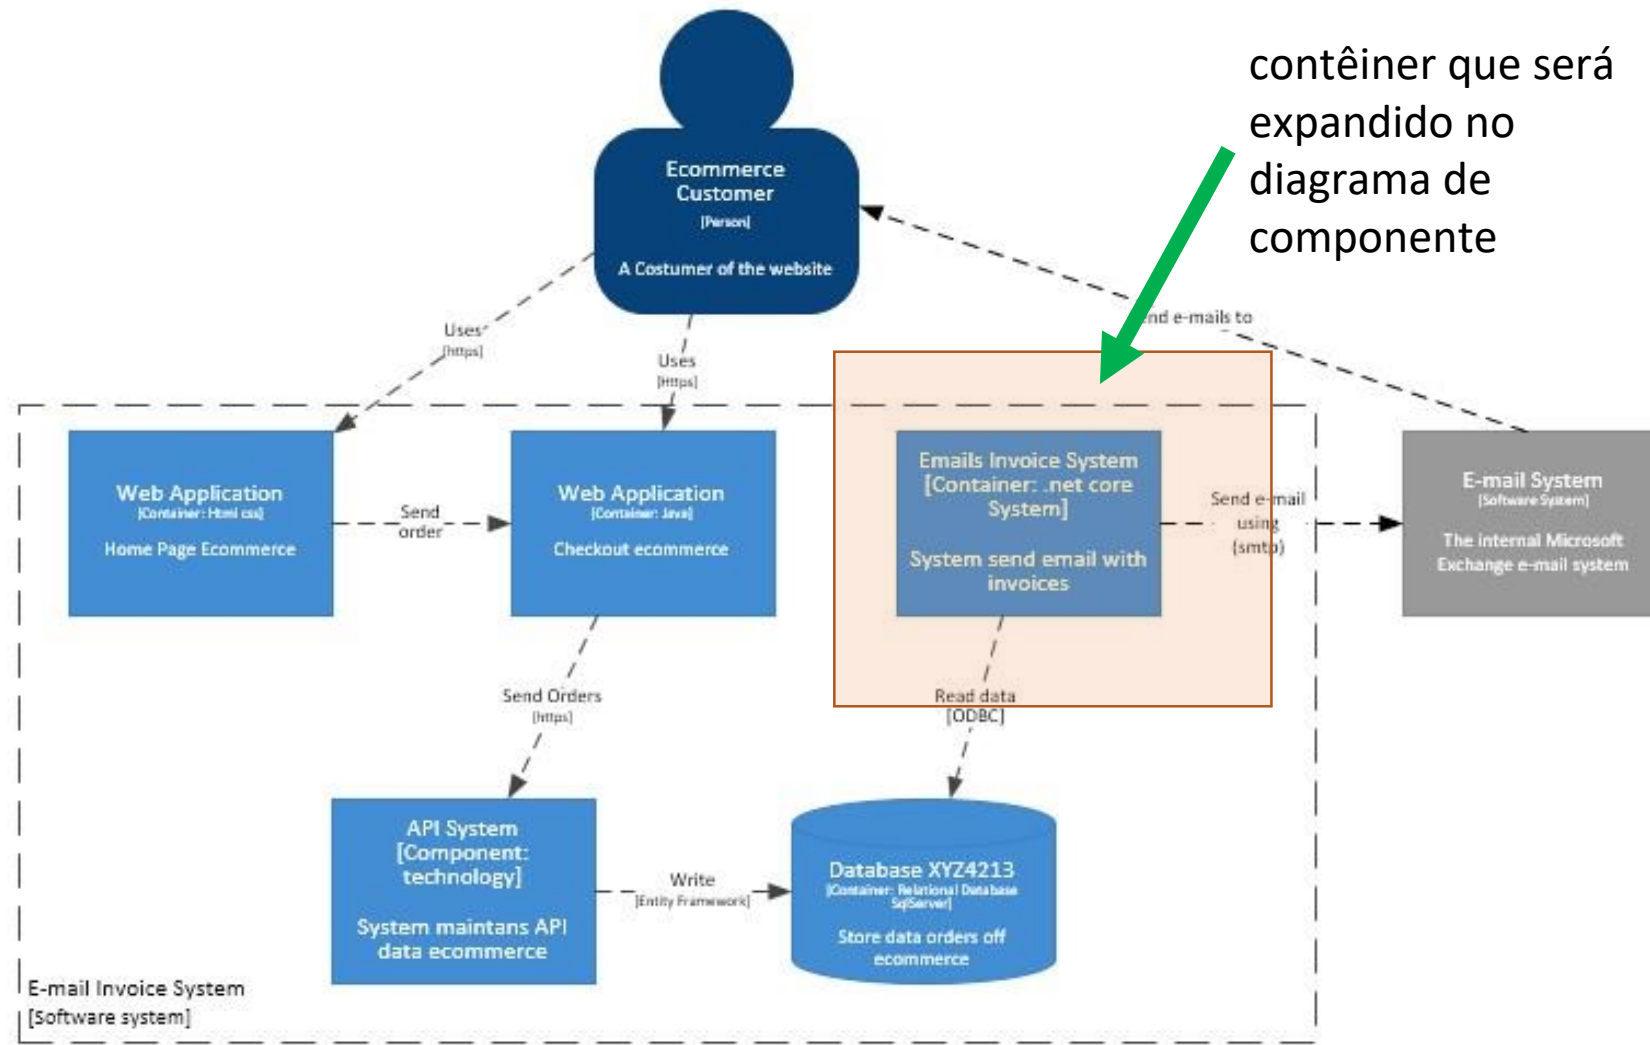 contêiner que será
expandido no
diagrama de
componente
Ecommerce
Customer
[Person]
A Costumer of the website
Uses
[https]
Uses
[Https]
end e-mails to
Web Application
[Container: Html css]
Home Page Ecommerce
Send
order
Web Application
[Container: Java]
Checkout ecommerce
Emails Invoice System
[Container: .net core
System]
System send email with
invoices
Send e-mail
using
(smtp)
E-mail System
[Software System]
The internal Microsoft
Exchange e-mail system
Send Orders
[https]
Read data
[ODBC]
API System
[Component:
technology]
System maintans API
data ecommerce
Write
[Entity Framework]
Database XYZ4213
[Container: Relational Database
SqlServer]
Store data orders off
ecommerce
E-mail Invoice System
[Software system]